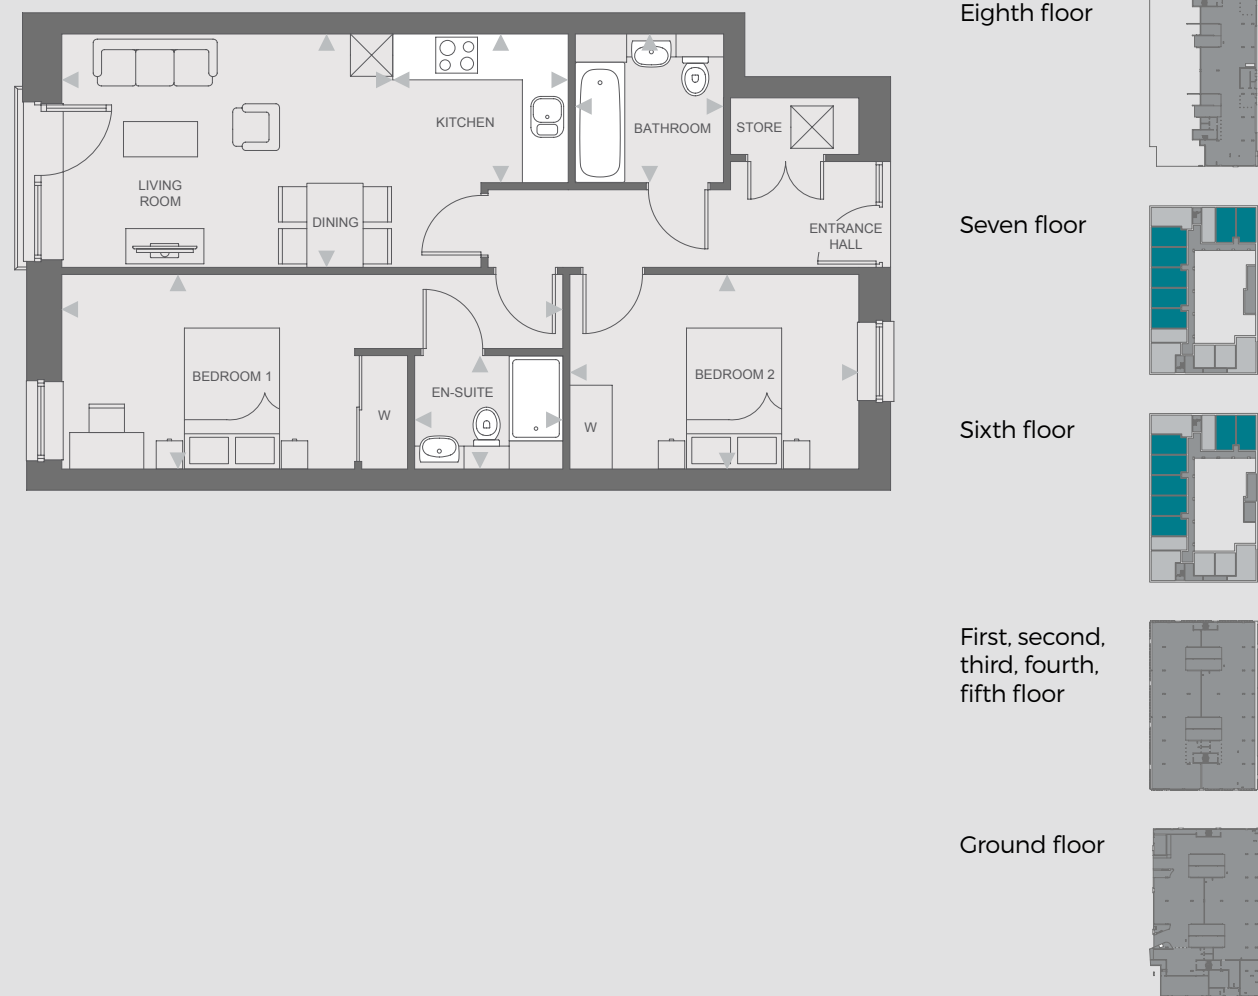 KITCHEN
BATHROOM
STORE
LIVING
ROOM
DINING
ENTRANCE
HALL
BEDROOM 1
W
EN-SUITE
W
BEDROOM 2
Eighth floor
Seven floor
Sixth floor
First, second,
third, fourth,
fifth floor
Ground floor